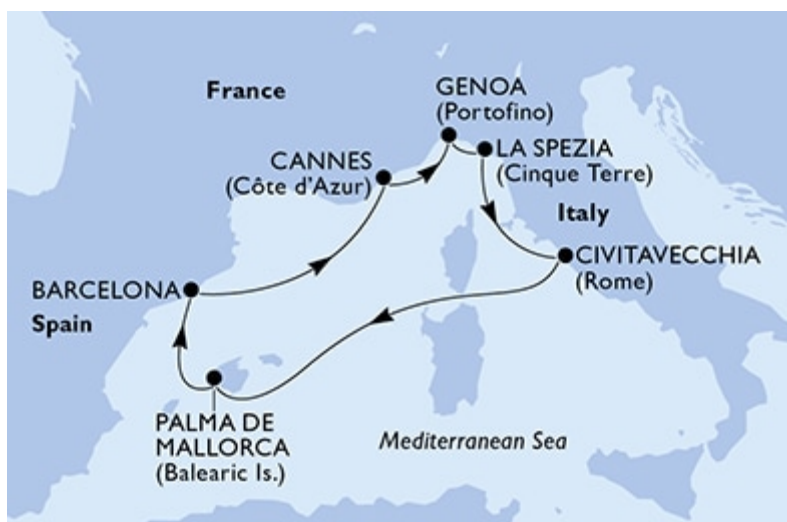 France
GENOA
(Portofino)
CANNES
(Côte d'Azur)
LA SPEZIA
(Cinque Terre)
Italy
CIVITAVECCHIA
(Rome)
BARCELONA
Spain
PALMA DE
MALLORCA
(Balearic Is.)
Mediterranean Sea